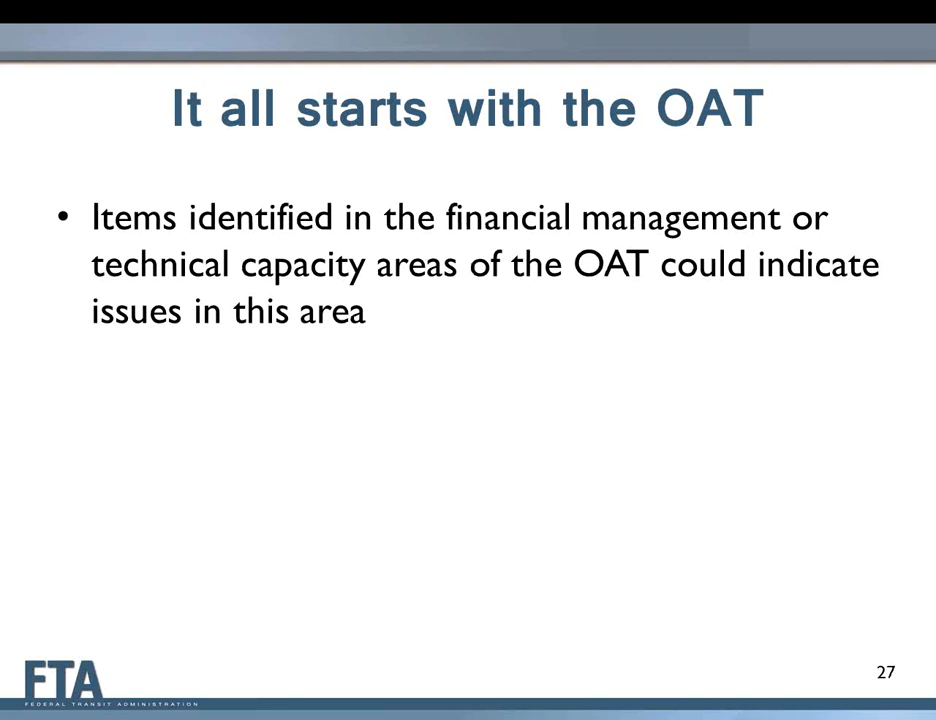 It all starts with the OAT
• Items identified in the financial management or
technical capacity areas of the OAT could indicate
issues in this area
27
FTA
FEDERAL TRANSIT ADMINISTRATION